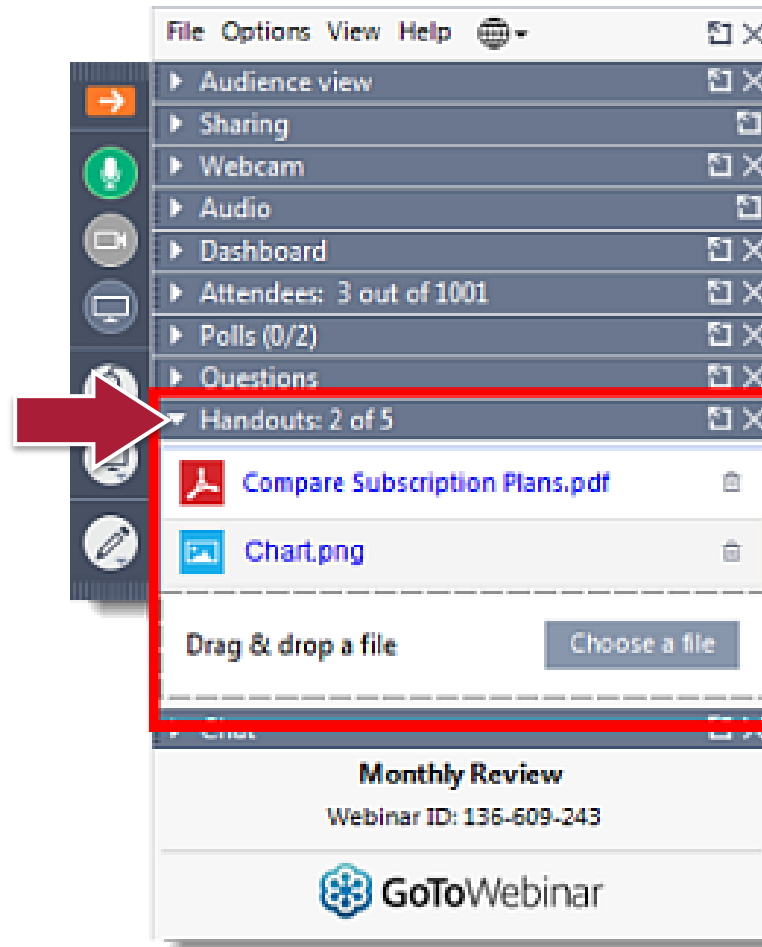 File Options View Help
Audience view
Sharing
Webcam
Audio
Dashboard
Attendees: 3 out of 1001
Polls (0/2)
Questions
Handouts: 2 of 5
Compare Subscription Plans.pdf
Chart.png
Drag & drop a file Choose a file
Chat
Monthly Review
Webinar ID: 136-609-243
GoToWebinar